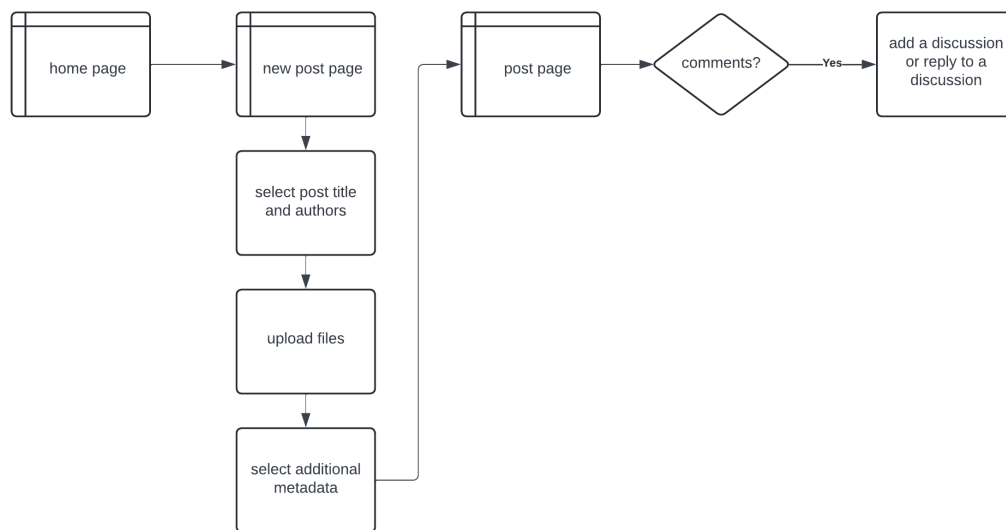 home page
new post page
post page
comments?
Yes
add a discussion
or reply to a
discussion
select post title
and authors
upload files
select additional
metadata